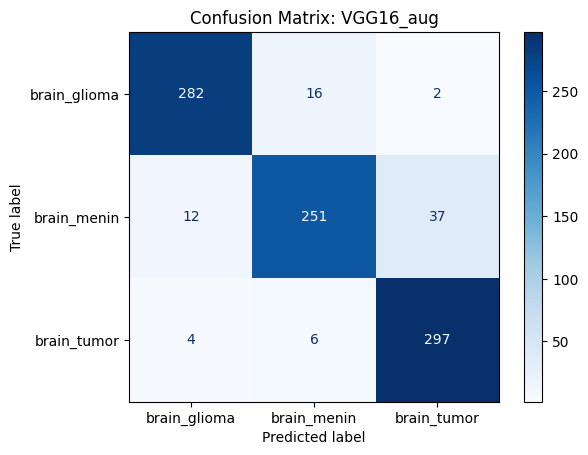 Confusion Matrix: VGG16_aug
True label
brain_glioma
282 16 2
brain_menin
12 251 37
brain_tumor
4 6 297
brain_glioma brain_menin brain_tumor
Predicted label
250
200
150
100
50